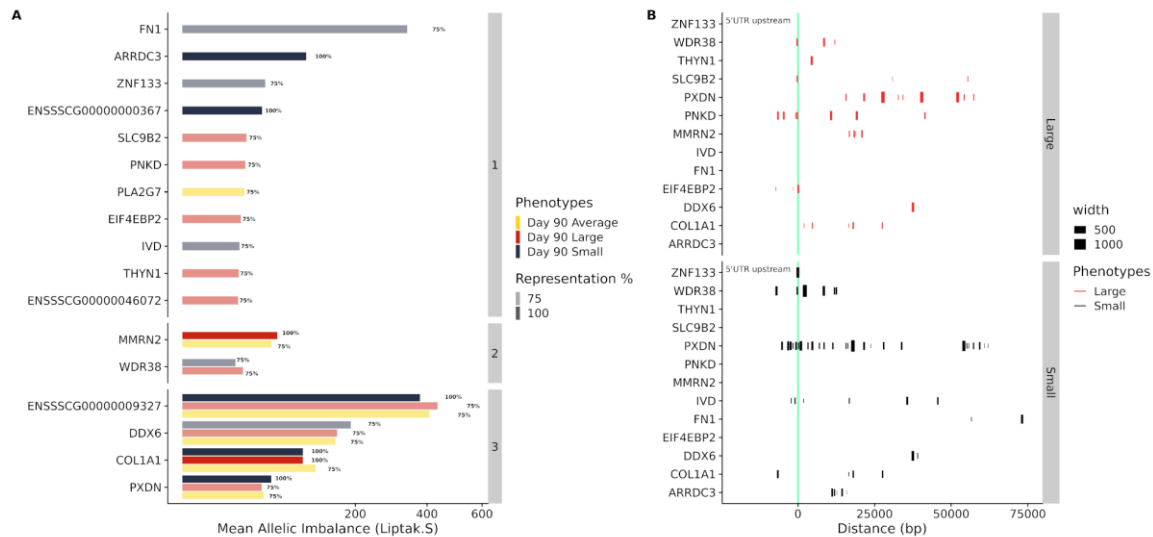 A
FN1
75%
ARRDC3
100%
ZNF133
75%
ENSSSCG00000000367
100%
SLC9B2
75%
PNKD
75%
PLA2G7
75%
EIF4EBP2
75%
IVD
75%
THYN1
75%
ENSSSCG00000046072
75%
1
MMRN2
100%
75%
WDR38
75%
75%
2
ENSSSCG00000009327
100%
75%
75%
DDX6
75%
75%
75%
COL1A1
100%
100%
75%
PXDN
100%
75%
75%
3
200
400
600
Mean Allelic Imbalance (Liptak.S)
Phenotypes
Day 90 Average
Day 90 Large
Day 90 Small
Representation %
75
100
B
5'UTR upstream
ZNF133
WDR38
THYN1
SLC9B2
PXDN
PNKD
MMRN2
IVD
FN1
EIF4EBP2
DDX6
COL1A1
ARRDC3
Large
5'UTR upstream
ZNF133
WDR38
THYN1
SLC9B2
PXDN
PNKD
MMRN2
IVD
FN1
EIF4EBP2
DDX6
COL1A1
ARRDC3
Small
0
25000
50000
75000
Distance (bp)
width
500
1000
Phenotypes
Large
Small